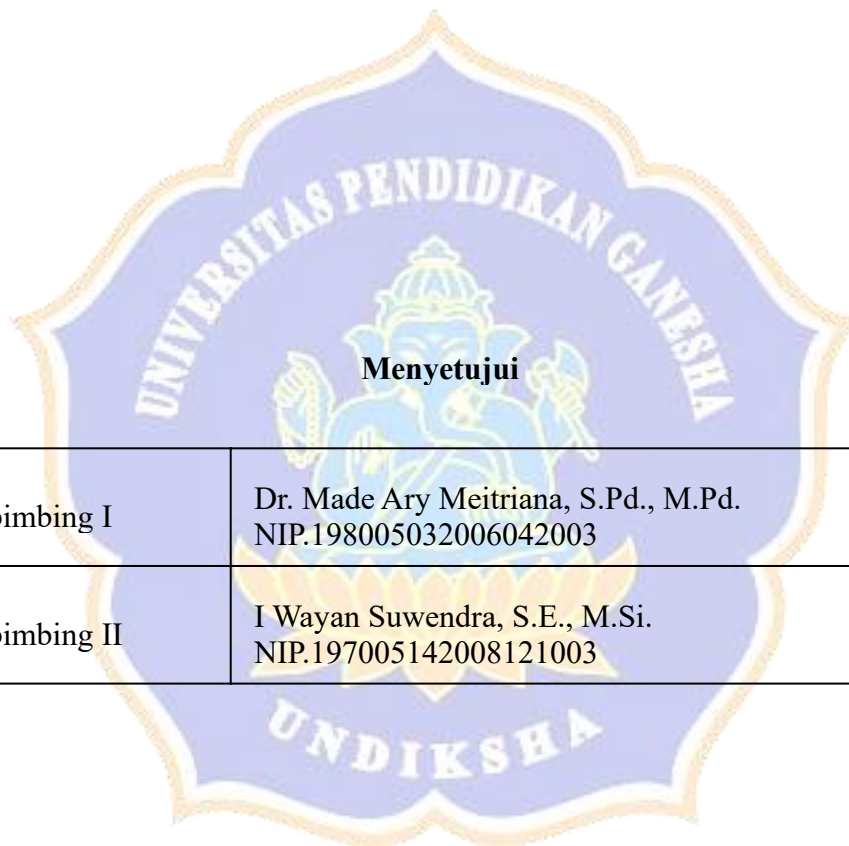 UNIVERSITAS PENDIDIKAN GANESHA
Menyetujui
bimbing I
Dr. Made Ary Meitriana, S.Pd., M.Pd.
NIP.198005032006042003
bimbing II
I Wayan Suwendra, S.E., M.Si.
NIP.197005142008121003
UNDIKSHA